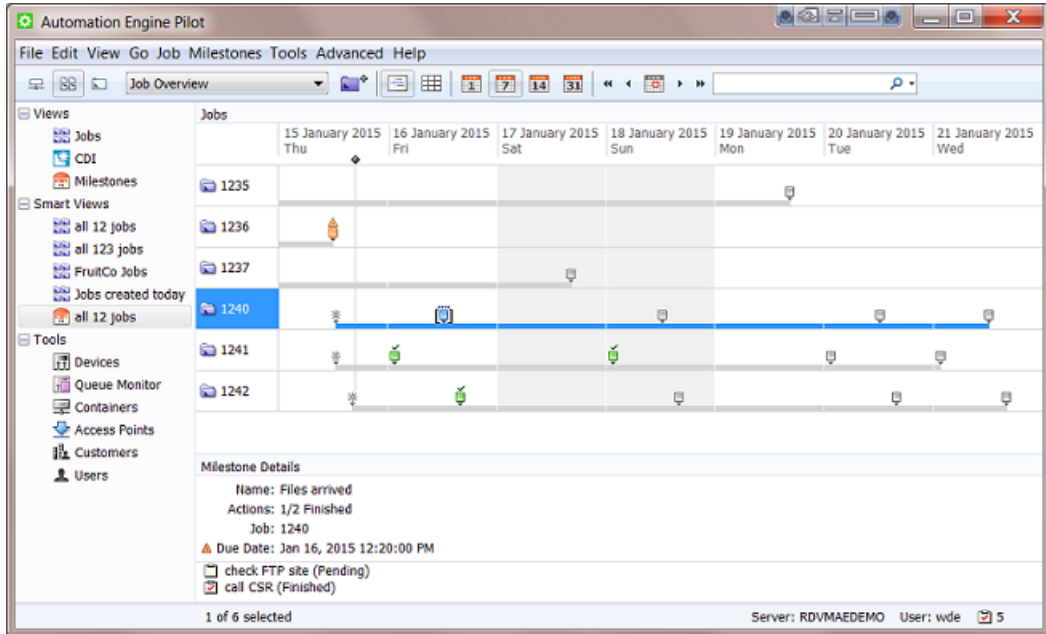 Automation Engine Pilot
File Edit View Go Job Milestones Tools Advanced Help
Job Overview
1 7 14 31
Views
Jobs
CDI
Milestones
Smart Views
all 12 jobs
all 123 jobs
FruitCo Jobs
Jobs created today
all 12 jobs
Tools
Devices
Queue Monitor
Containers
Access Points
Customers
Users
Jobs
15 January 2015 16 January 2015 17 January 2015 18 January 2015 19 January 2015 20 January 2015 21 January 2015
Thu Fri Sat Sun Mon Tue Wed
1235
1236
1237
1240
1241
1242
Milestone Details
Name: Files arrived
Actions: 1/2 Finished
Job: 1240
Due Date: Jan 16, 2015 12:20:00 PM
check FTP site (Pending)
call CSR (Finished)
1 of 6 selected Server: RDVMAEDEMO User: wde 5